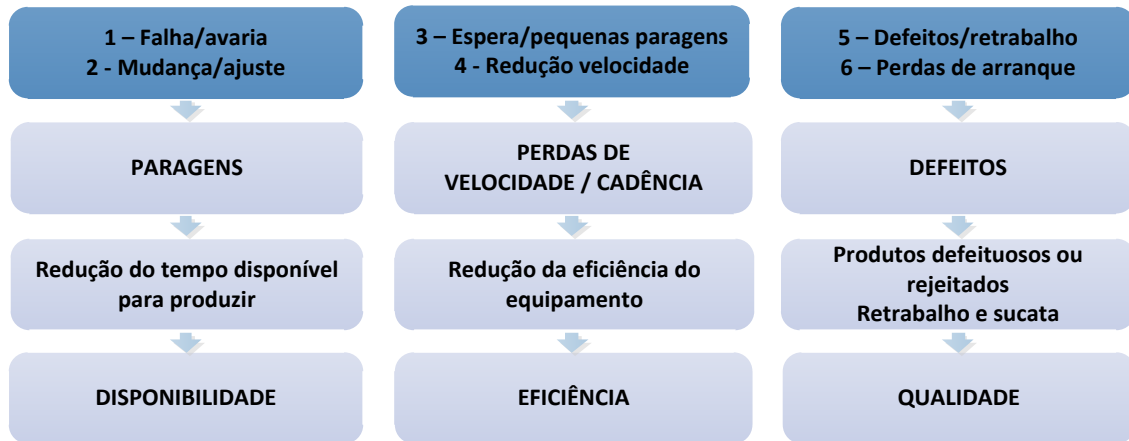 1 – Falha/avaria
2 - Mudança/ajuste
PARAGENS
Redução do tempo disponível
para produzir
DISPONIBILIDADE
3 – Espera/pequenas paragens
4 - Redução velocidade
PERDAS DE
VELOCIDADE / CADÊNCIA
Redução da eficiência do
equipamento
EFICIÊNCIA
5 – Defeitos/retrabalho
6 – Perdas de arranque
DEFEITOS
Produtos defeituosos ou
rejeitados
Retrabalho e sucata
QUALIDADE